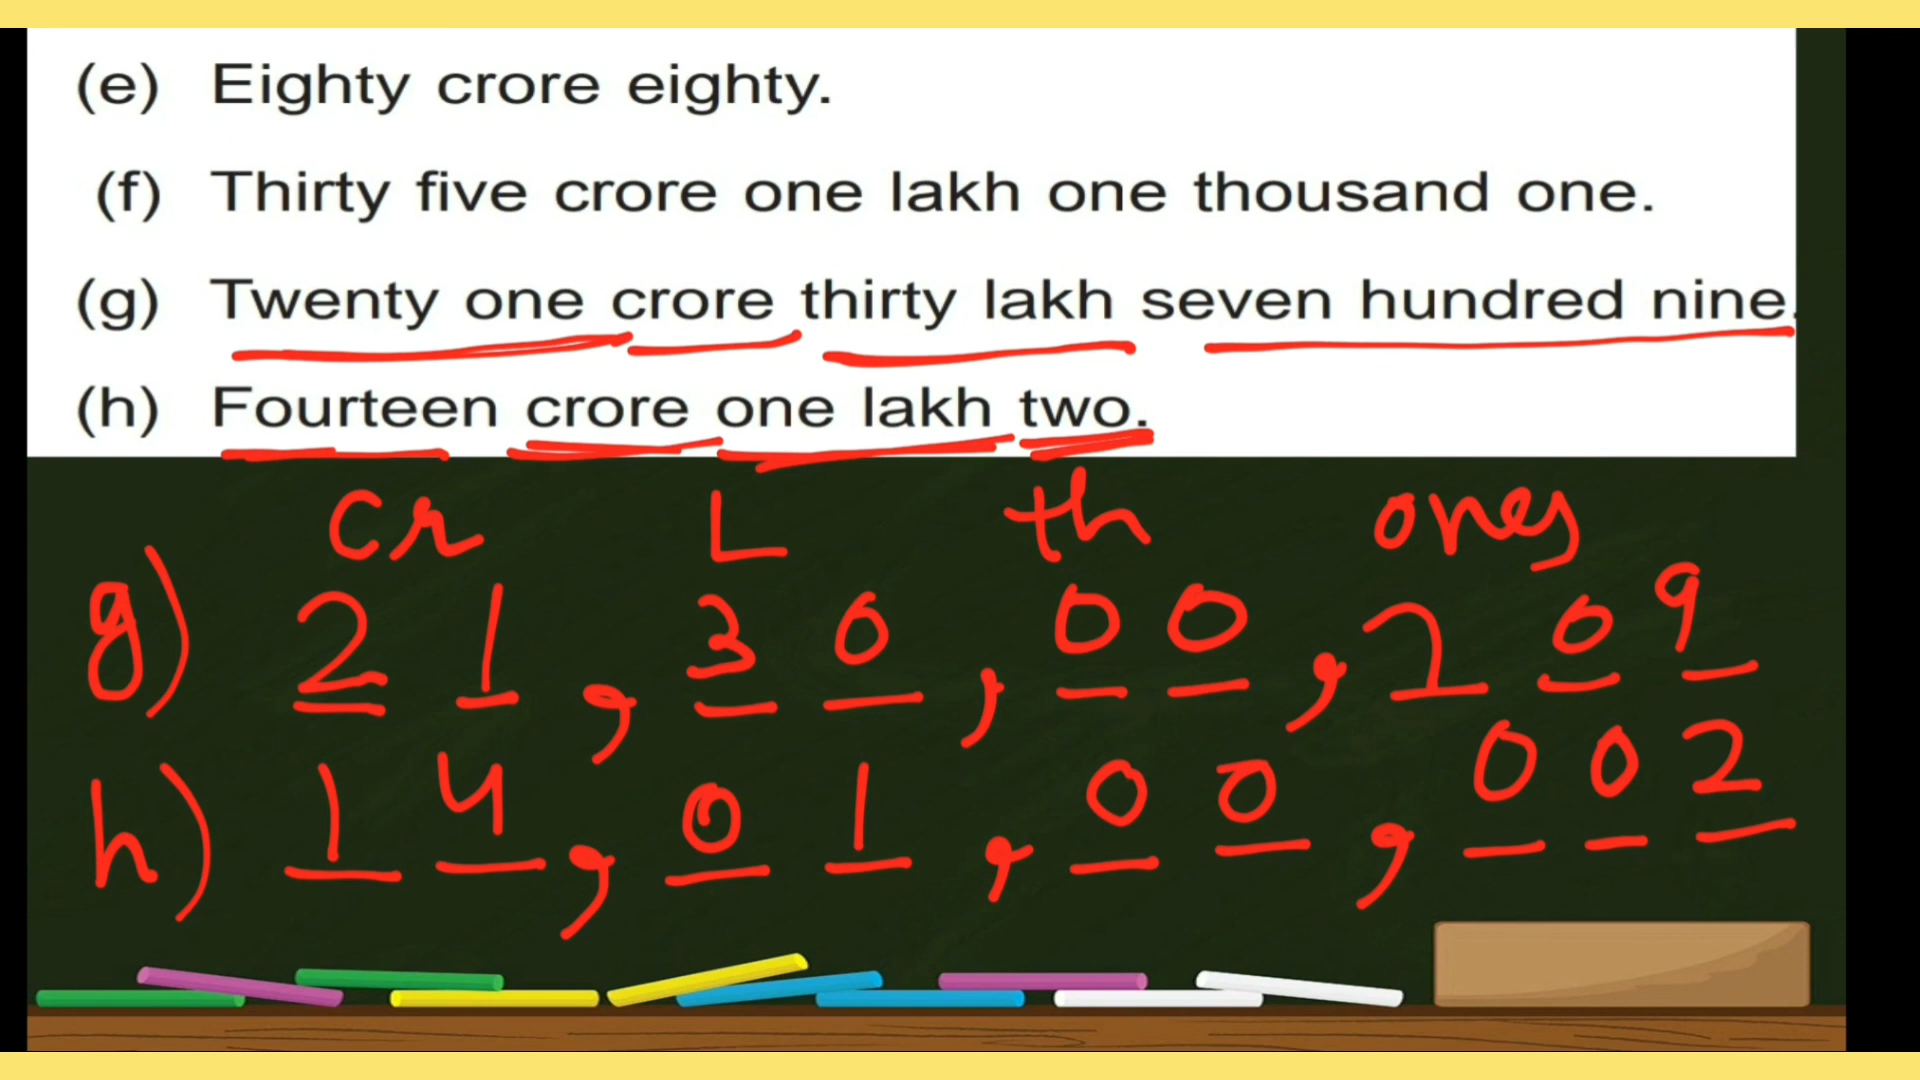 (e) Eighty crore eighty.
(f) Thirty five crore one lakh one thousand one.
(g) Twenty one crore thirty lakh seven hundred nine.
(h) Fourteen crore one lakh two.
cr L th ones
g) 21,30,00,709
h) 14,01,00,002